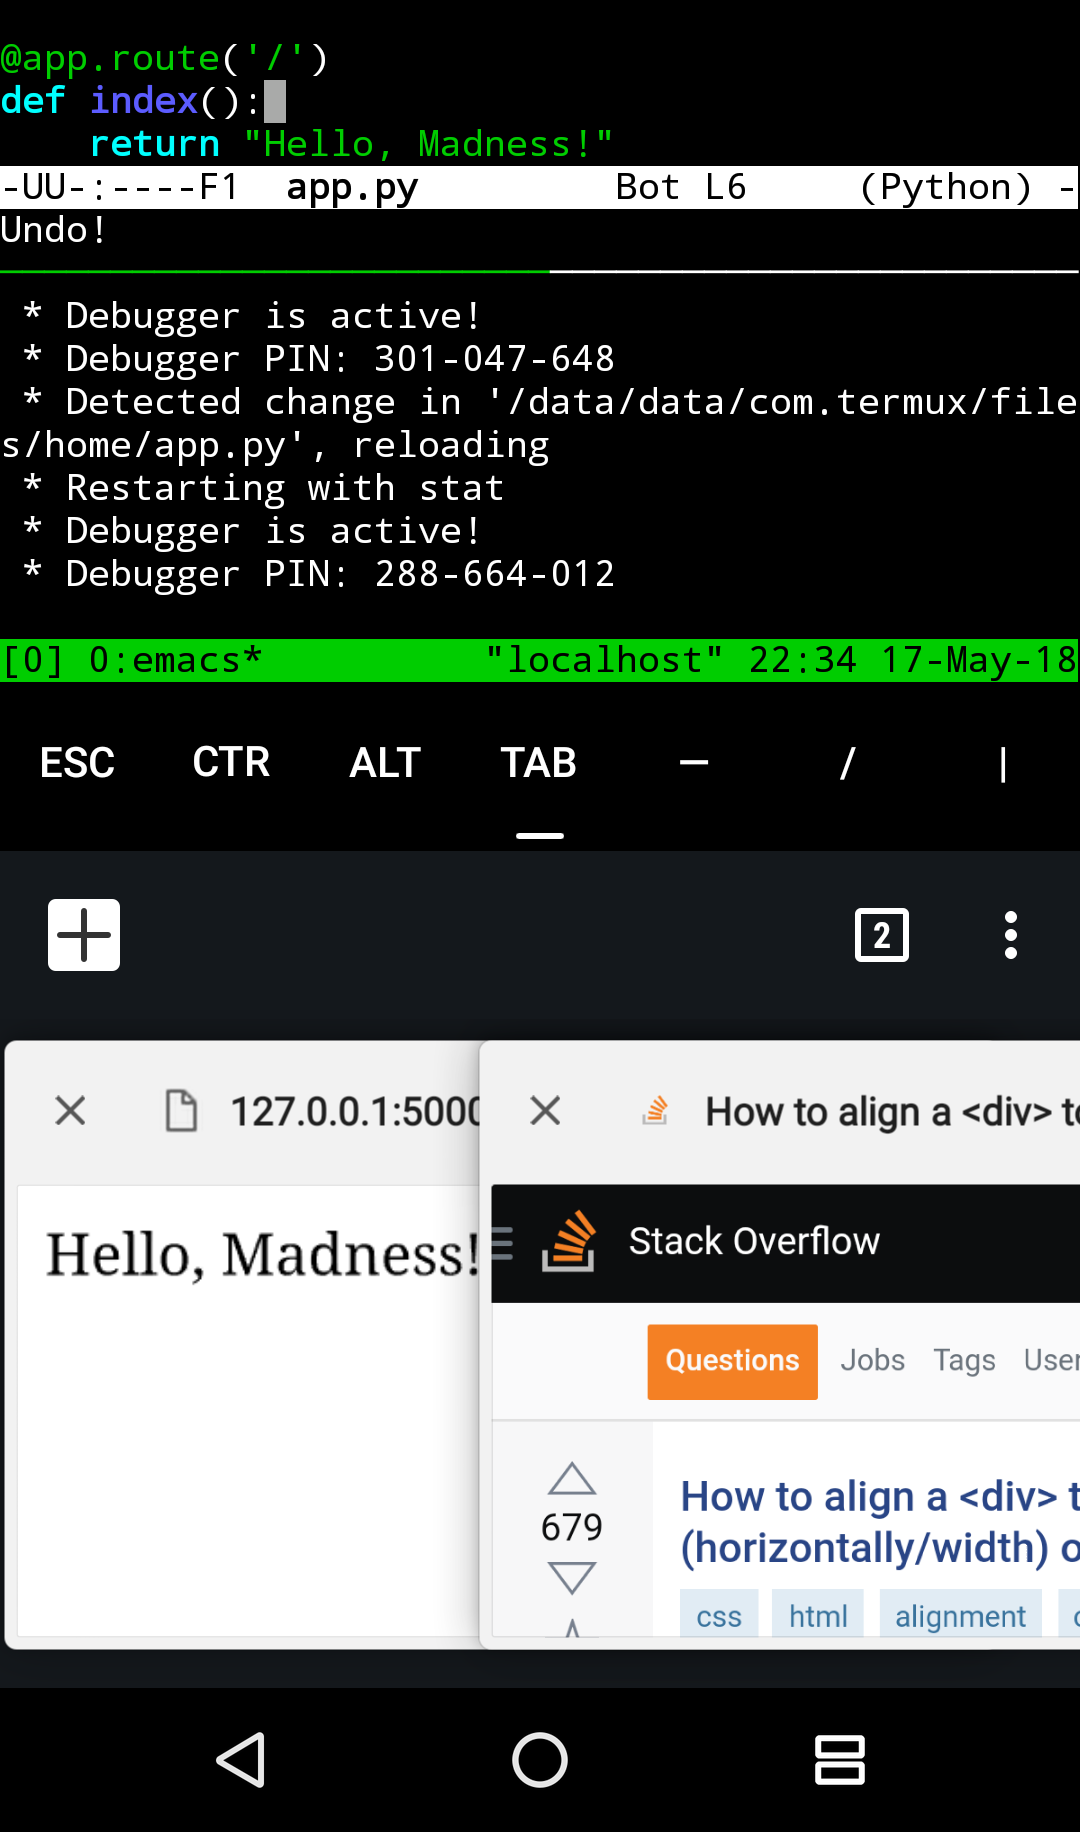 @app.route('/')
def index():
    return "Hello, Madness!"
-UU-:----F1  app.py         Bot L6     (Python) -
Undo!
 * Debugger is active!
 * Debugger PIN: 301-047-648
 * Detected change in '/data/data/com.termux/file
s/home/app.py', reloading
 * Restarting with stat
 * Debugger is active!
 * Debugger PIN: 288-664-012
[0] 0:emacs*          "localhost" 22:34 17-May-18
ESC CTR ALT TAB — / |
2
127.0.0.1:5000
How to align a <div> to
Hello, Madness!
Stack Overflow
Questions Jobs Tags User
679
How to align a <div> t
(horizontally/width) o
css html alignment c